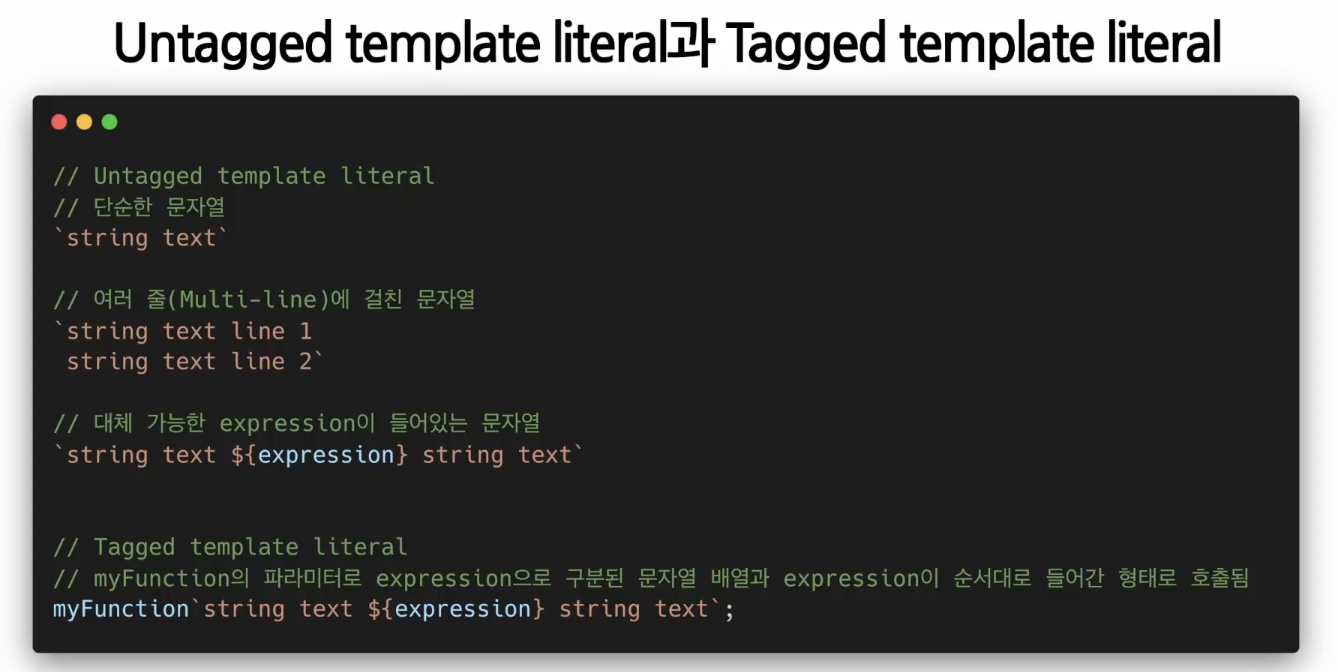 Untagged template literal과 Tagged template literal
// Untagged template literal
// 단순한 문자열
`string text`
// 여러 줄(Multi-line)에 걸친 문자열
`string text line 1
 string text line 2`
// 대체 가능한 expression이 들어있는 문자열
`string text ${expression} string text`
// Tagged template literal
// myFunction의 파라미터로 expression으로 구분된 문자열 배열과 expression이 순서대로 들어간 형태로 호출됨
myFunction`string text ${expression} string text`;